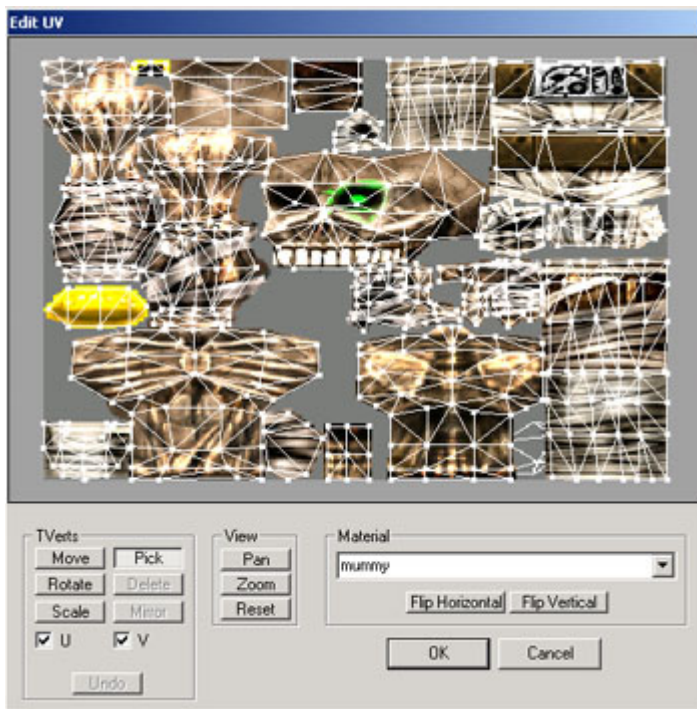 Edit UV
TVerts
View
Material
Move
Pick
Pan
mummy
Rotate
Delete
Zoom
Flip Horizontal
Flip Vertical
Scale
Mirror
Reset
U
V
OK
Cancel
Undo